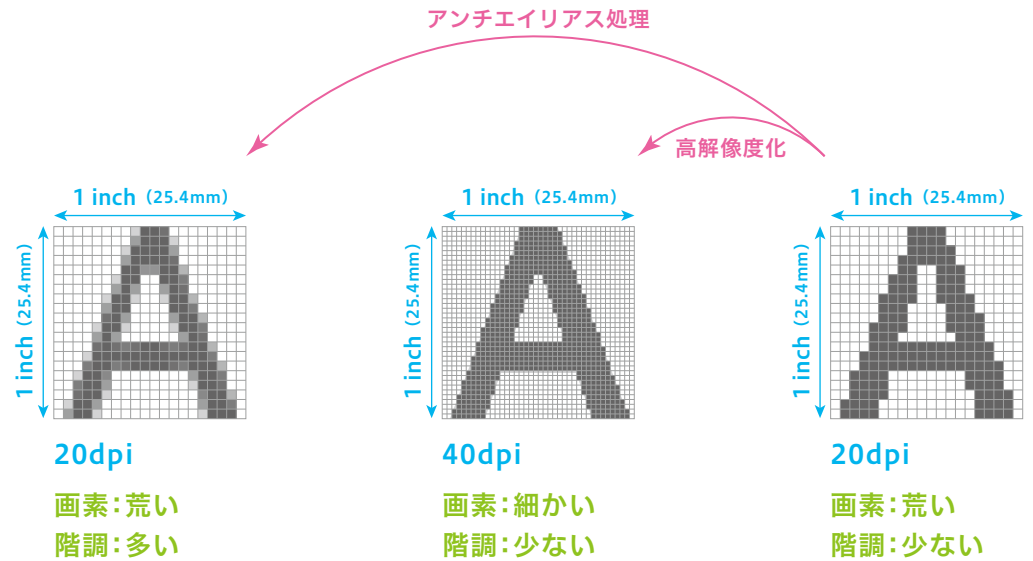 アンチエイリアス処理
高解像度化
1 inch（25.4mm）
1 inch（25.4mm）
20dpi
画素：荒い
階調：多い
1 inch（25.4mm）
1 inch（25.4mm）
40dpi
画素：細かい
階調：少ない
1 inch（25.4mm）
1 inch（25.4mm）
20dpi
画素：荒い
階調：少ない
A
A
A